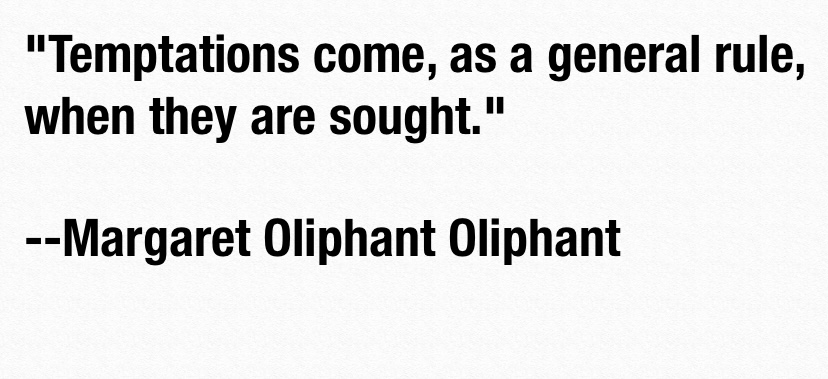 "Temptations come, as a general rule,
when they are sought."
--Margaret Oliphant Oliphant